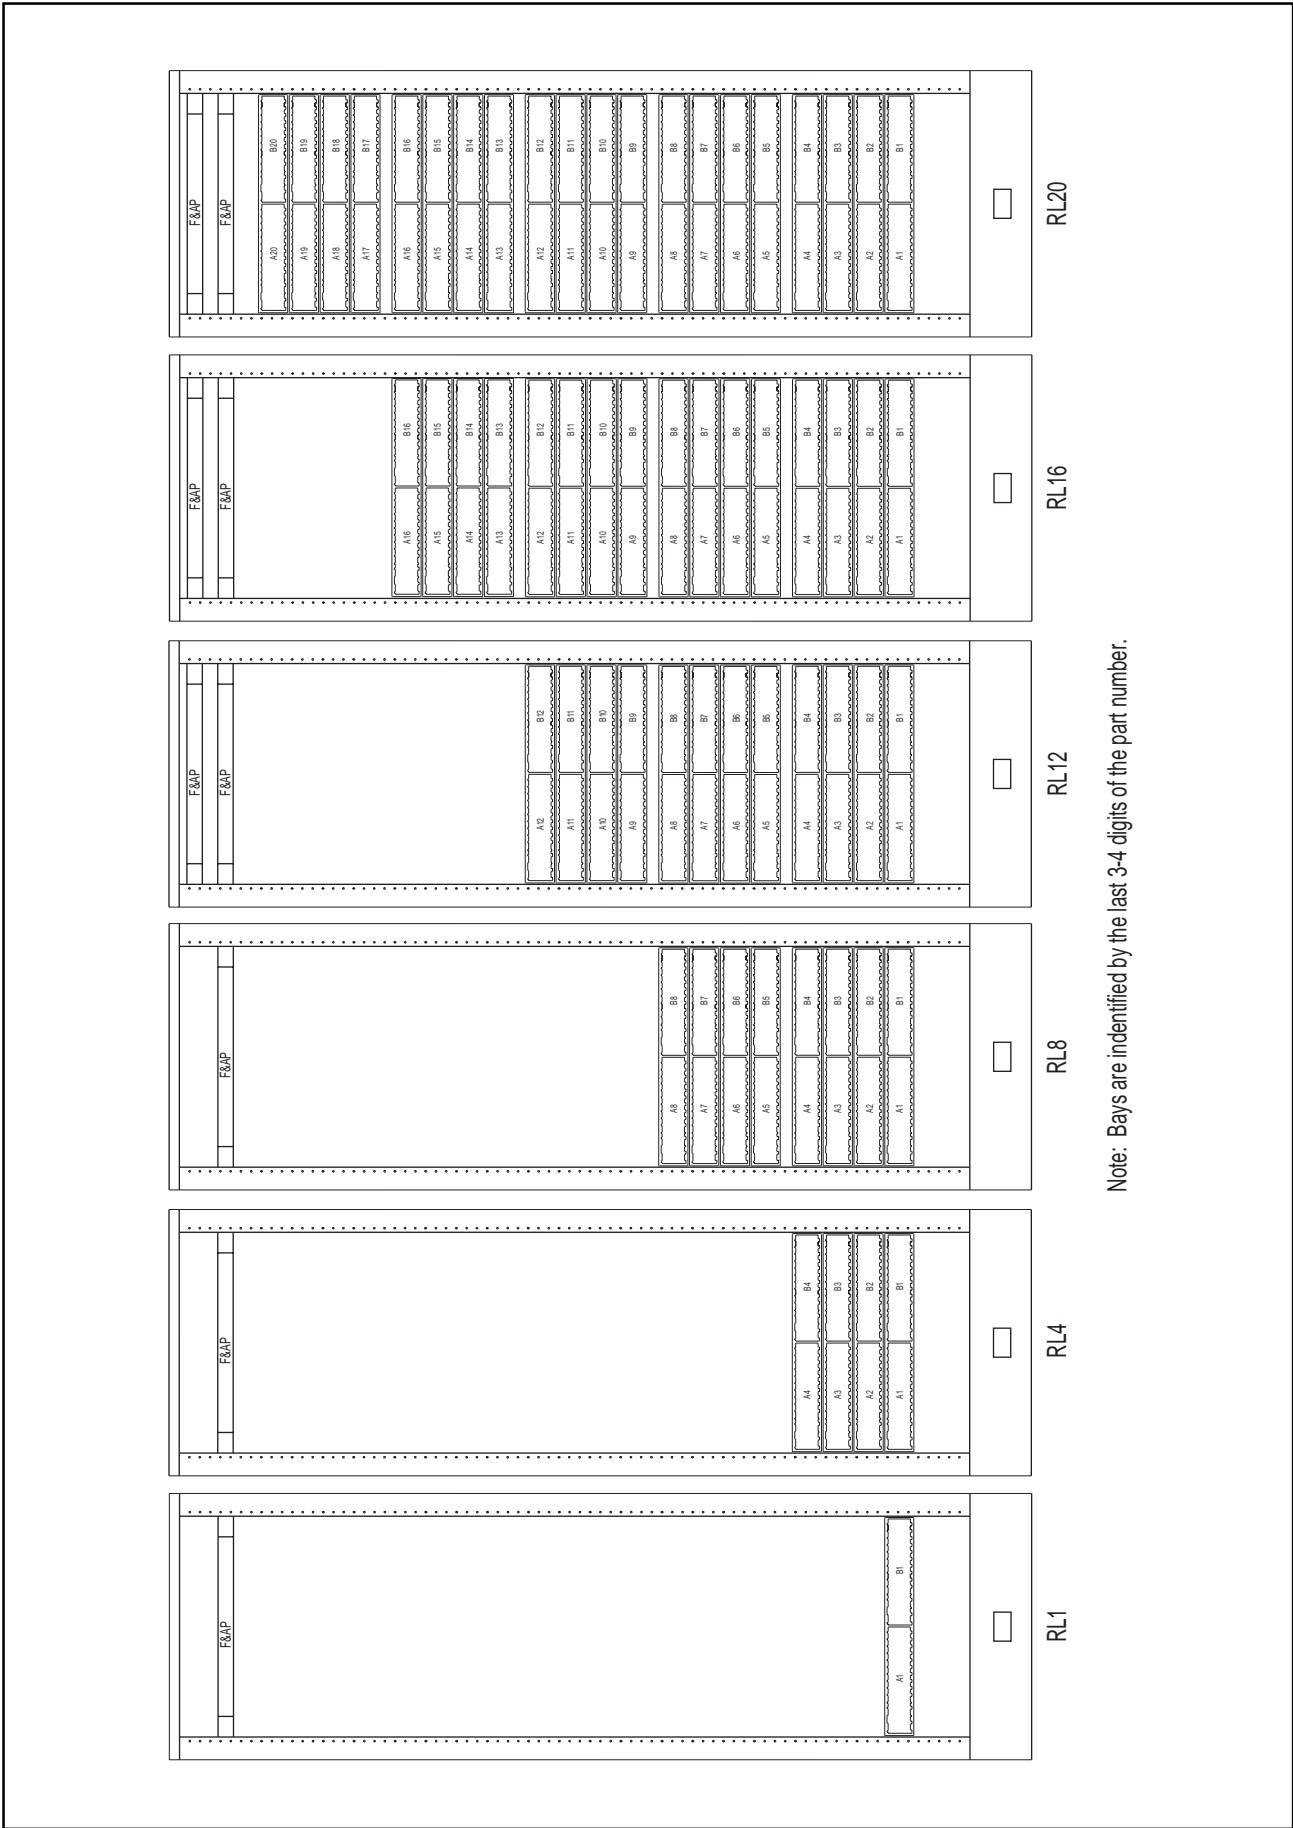 F&AP
A1 B1
RL1
F&AP
A4 B4
A3 B3
A2 B2
A1 B1
RL4
F&AP
A8 B8
A7 B7
A6 B6
A5 B5
A4 B4
A3 B3
A2 B2
A1 B1
RL8
F&AP
F&AP
A12 B12
A11 B11
A10 B10
A9 B9
A8 B8
A7 B7
A6 B6
A5 B5
A4 B4
A3 B3
A2 B2
A1 B1
RL12
F&AP
F&AP
A16 B16
A15 B15
A14 B14
A13 B13
A12 B12
A11 B11
A10 B10
A9 B9
A8 B8
A7 B7
A6 B6
A5 B5
A4 B4
A3 B3
A2 B2
A1 B1
RL16
F&AP
F&AP
A20 B20
A19 B19
A18 B18
A17 B17
A16 B16
A15 B15
A14 B14
A13 B13
A12 B12
A11 B11
A10 B10
A9 B9
A8 B8
A7 B7
A6 B6
A5 B5
A4 B4
A3 B3
A2 B2
A1 B1
RL20
Note: Bays are indentified by the last 3-4 digits of the part number.